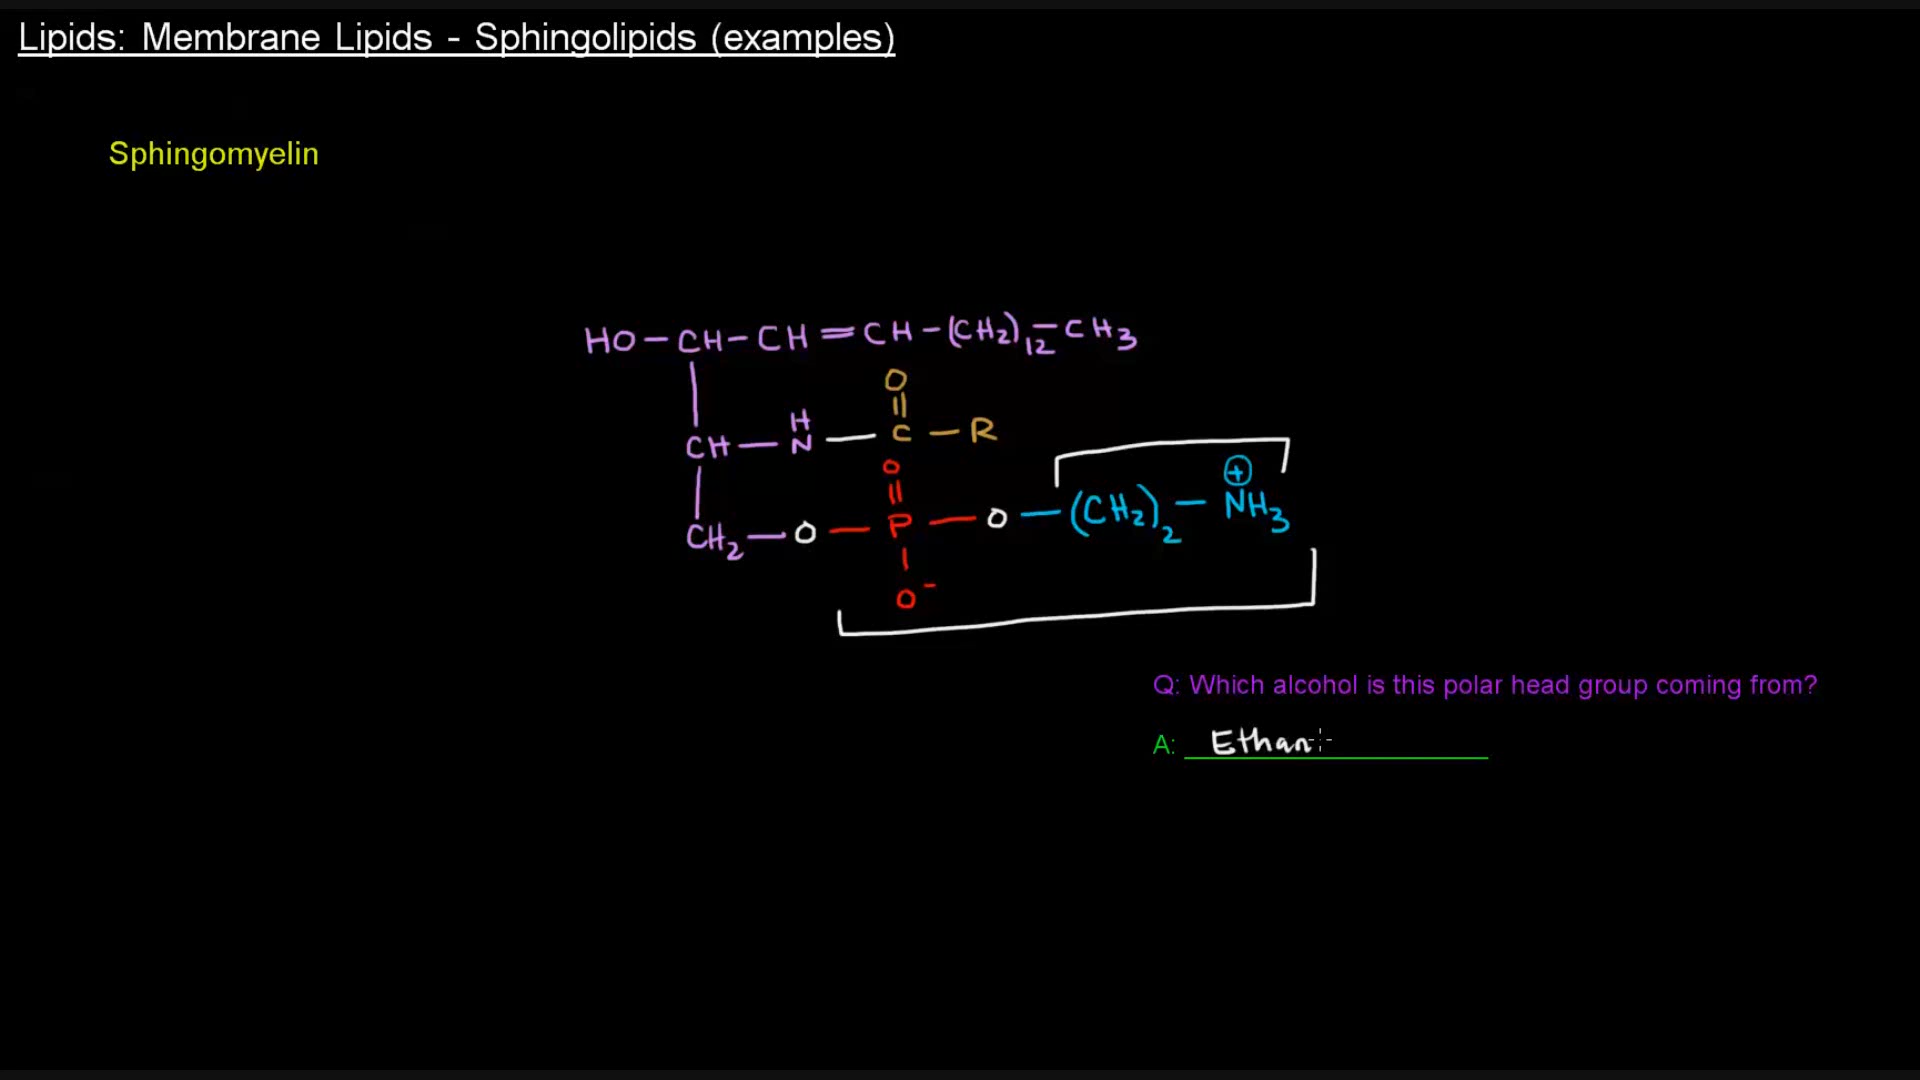 Lipids: Membrane Lipids - Sphingolipids (examples)
Sphingomyelin
HO-CH-CH=CH-(CH2)12-CH3
O
H
CH-N-C-R
O
⊕
CH2-O-P-O-(CH2)2-NH3
O-
Q: Which alcohol is this polar head group coming from?
A: Ethan